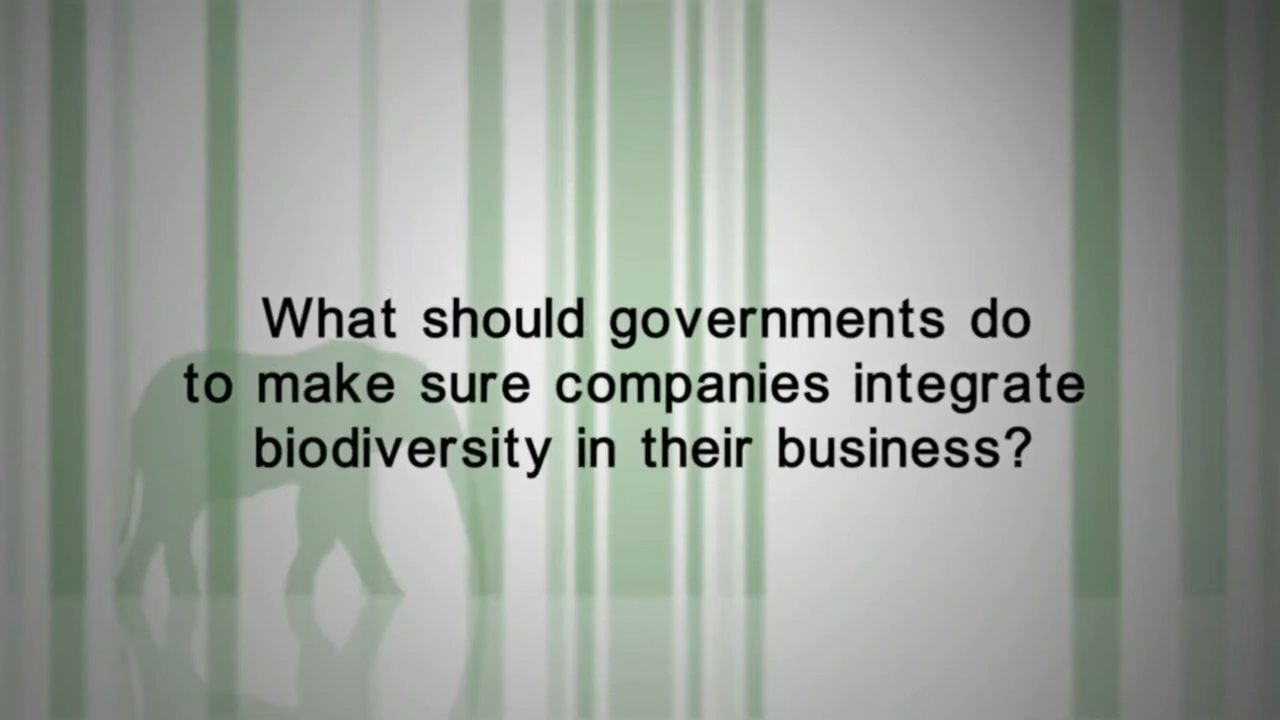 What should governments do
to make sure companies integrate
biodiversity in their business?